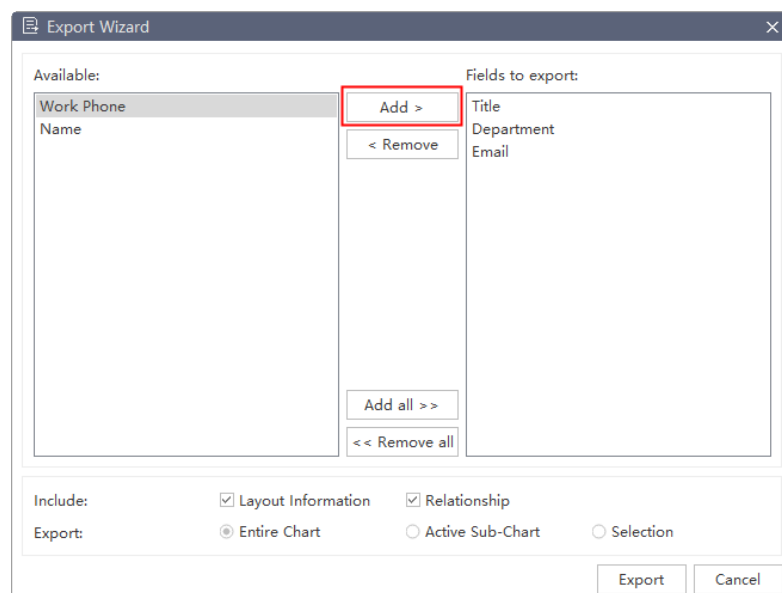 Export Wizard
Available:
Fields to export:
Work Phone
Name
Add >
< Remove
Add all >>
<< Remove all
Title
Department
Email
Include:
Layout Information
Relationship
Export:
Entire Chart
Active Sub-Chart
Selection
Export
Cancel